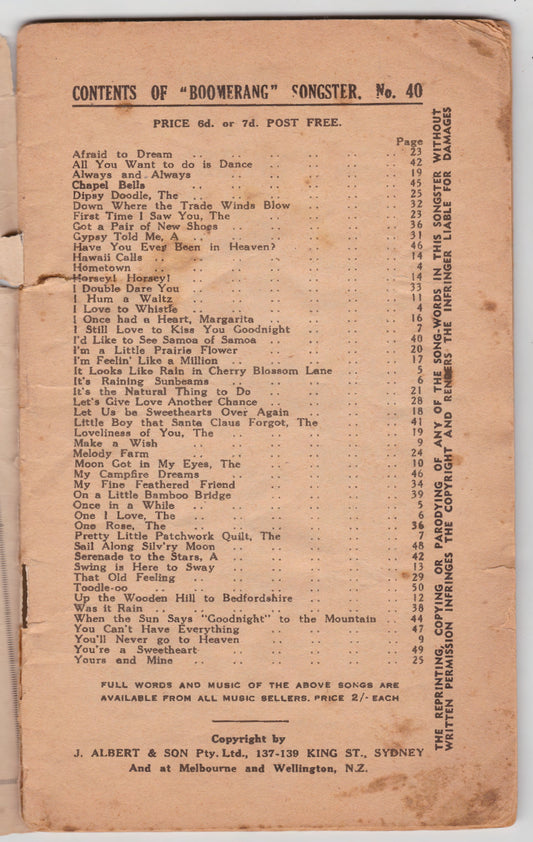 CONTENTS OF "BOOMERANG" SONGSTER, No. 40
PRICE 6d. or 7d. POST FREE.
Page
Afraid to Dream .. .. .. .. .. .. 23
All You Want to do is Dance .. .. .. .. 42
Always and Always .. .. .. .. .. 19
Chapel Bells .. .. .. .. .. .. 45
Dipsy Doodle, The .. .. .. .. .. .. 25
Down Where the Trade Winds Blow .. .. .. .. 32
First Time I Saw You, The .. .. .. .. 23
Got a Pair of New Shoes .. .. .. .. .. 36
Gypsy Told Me, A .. .. .. .. .. .. 31
Have You Ever Been in Heaven? .. .. .. .. 46
Hawaii Calls .. .. .. .. .. .. 14
Hometown .. .. .. .. .. .. 4
Horsey! Horsey! .. .. .. .. .. 14
I Double Dare You .. .. .. .. .. 33
I Hum a Waltz .. .. .. .. .. .. 11
I Love to Whistle .. .. .. .. .. 4
I Once had a Heart, Margarita .. .. .. .. 16
I Still Love to Kiss You Goodnight .. .. .. 7
I'd Like to See Samoa of Samoa .. .. .. .. 40
I'm a Little Prairie Flower .. .. .. .. 20
I'm Feelin' Like a Million .. .. .. .. .. 17
It Looks Like Rain in Cherry Blossom Lane .. .. 5
It's Raining Sunbeams .. .. .. .. .. 6
It's the Natural Thing to Do .. .. .. .. 21
Let's Give Love Another Chance .. .. .. .. 28
Let Us be Sweethearts Over Again .. .. .. 18
Little Boy that Santa Claus Forgot, The .. .. 41
Loveliness of You, The .. .. .. .. .. 19
Make a Wish .. .. .. .. .. .. 9
Melody Farm .. .. .. .. .. .. 24
Moon Got in My Eyes, The .. .. .. .. 10
My Campfire Dreams .. .. .. .. .. 46
My Fine Feathered Friend .. .. .. .. 34
On a Little Bamboo Bridge .. .. .. .. 39
Once in a While .. .. .. .. .. 5
One I Love, The .. .. .. .. .. .. 6
One Rose, The .. .. .. .. .. .. 36
Pretty Little Patchwork Quilt, The .. .. .. 7
Sail Along Silv'ry Moon .. .. .. .. .. 48
Serenade to the Stars, A .. .. .. .. .. 42
Swing is Here to Sway .. .. .. .. .. 13
That Old Feeling .. .. .. .. .. .. 29
Toodle-oo .. .. .. .. .. .. 50
Up the Wooden Hill to Bedfordshire .. .. .. 12
Was it Rain .. .. .. .. .. .. 38
When the Sun Says "Goodnight" to the Mountain .. 44
You Can't Have Everything .. .. .. .. 47
You'll Never go to Heaven .. .. .. .. 9
You're a Sweetheart .. .. .. .. .. 49
Yours and Mine .. .. .. .. .. .. 25
FULL WORDS AND MUSIC OF THE ABOVE SONGS ARE
AVAILABLE FROM ALL MUSIC SELLERS. PRICE 2/- EACH
Copyright by
J. ALBERT & SON Pty. Ltd., 137-139 KING ST., SYDNEY
And at Melbourne and Wellington, N.Z.
THE REPRINTING, COPYING OR PARODYING OF ANY OF THE SONG-WORDS IN THIS SONGSTER WITHOUT
WRITTEN PERMISSION INFRINGES THE COPYRIGHT AND RENDERS THE INFRINGER LIABLE FOR DAMAGES